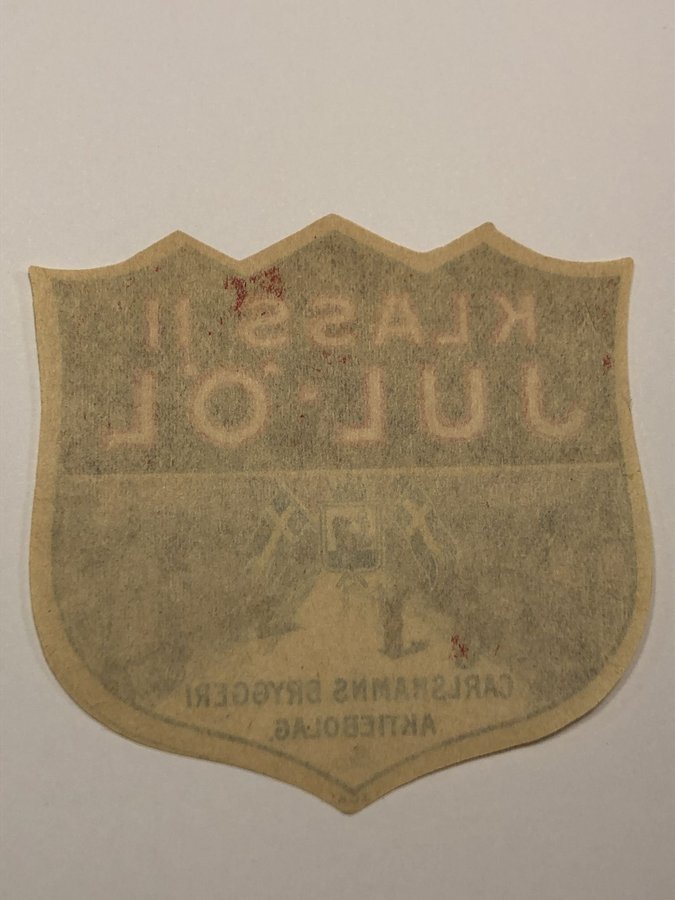 KLASS II
JUL-ÖL
CARLSHAMNS BRYGGERI
AKTIEBOLAG